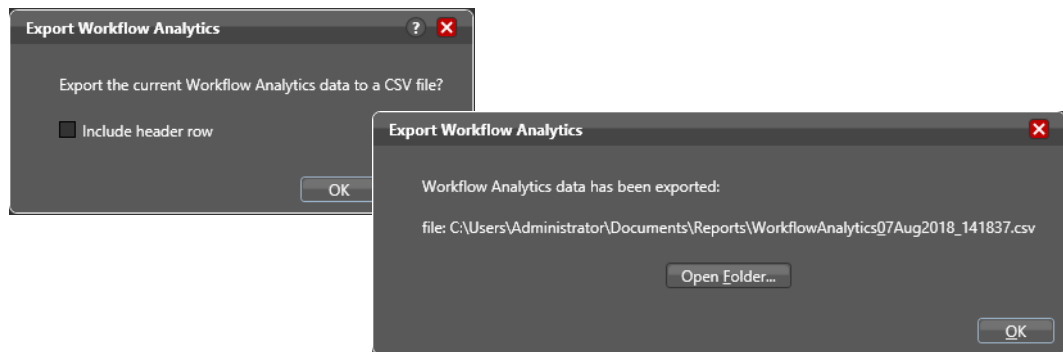 Export Workflow Analytics
?
Export the current Workflow Analytics data to a CSV file?
Include header row
OK
Export Workflow Analytics
Workflow Analytics data has been exported:
file: C:\Users\Administrator\Documents\Reports\WorkflowAnalytics07Aug2018_141837.csv
Open Folder...
OK